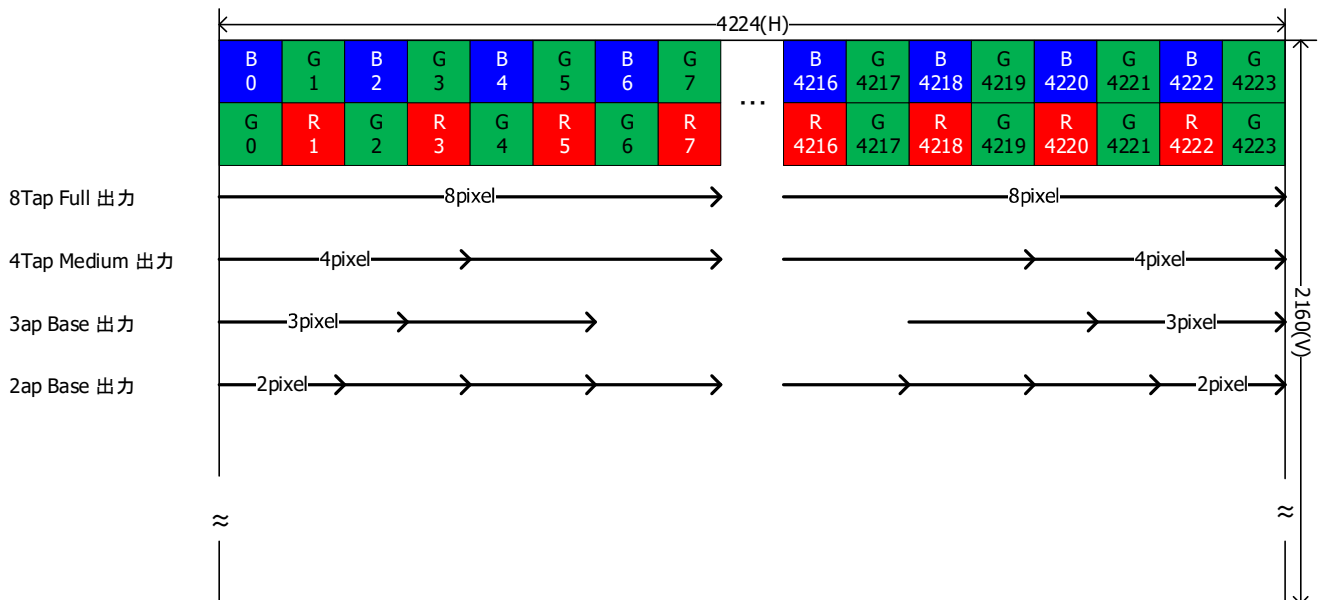 4224(H)
B G B G B G B G B G B G B G B G
0 1 2 3 4 5 6 7 … 4216 4217 4218 4219 4220 4221 4222 4223
G R G R G R G R R G R G R G R G
0 1 2 3 4 5 6 7 4216 4217 4218 4219 4220 4221 4222 4223
8Tap Full 出力 8pixel 8pixel
4Tap Medium 出力 4pixel 4pixel
3ap Base 出力 3pixel 3pixel
2ap Base 出力 2pixel 2pixel
2160(V)
≈ ≈